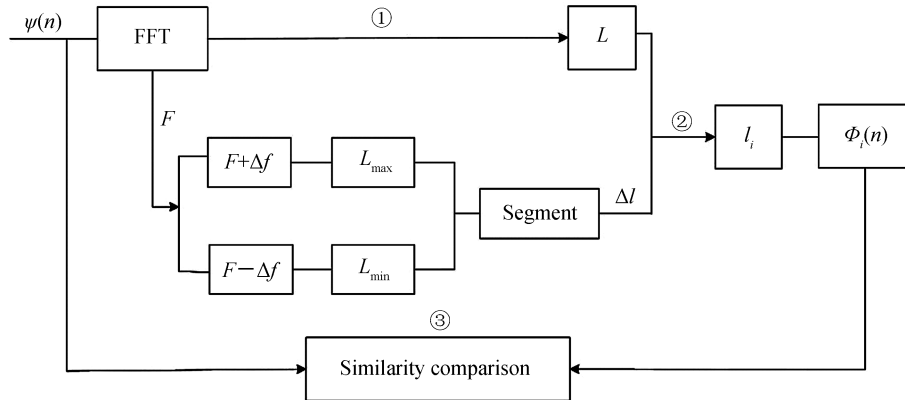 ψ(n)
FFT
①
L
F
F+Δf
L_max
②
l_i
Φ_i(n)
Segment
Δl
F−Δf
L_min
③
Similarity comparison